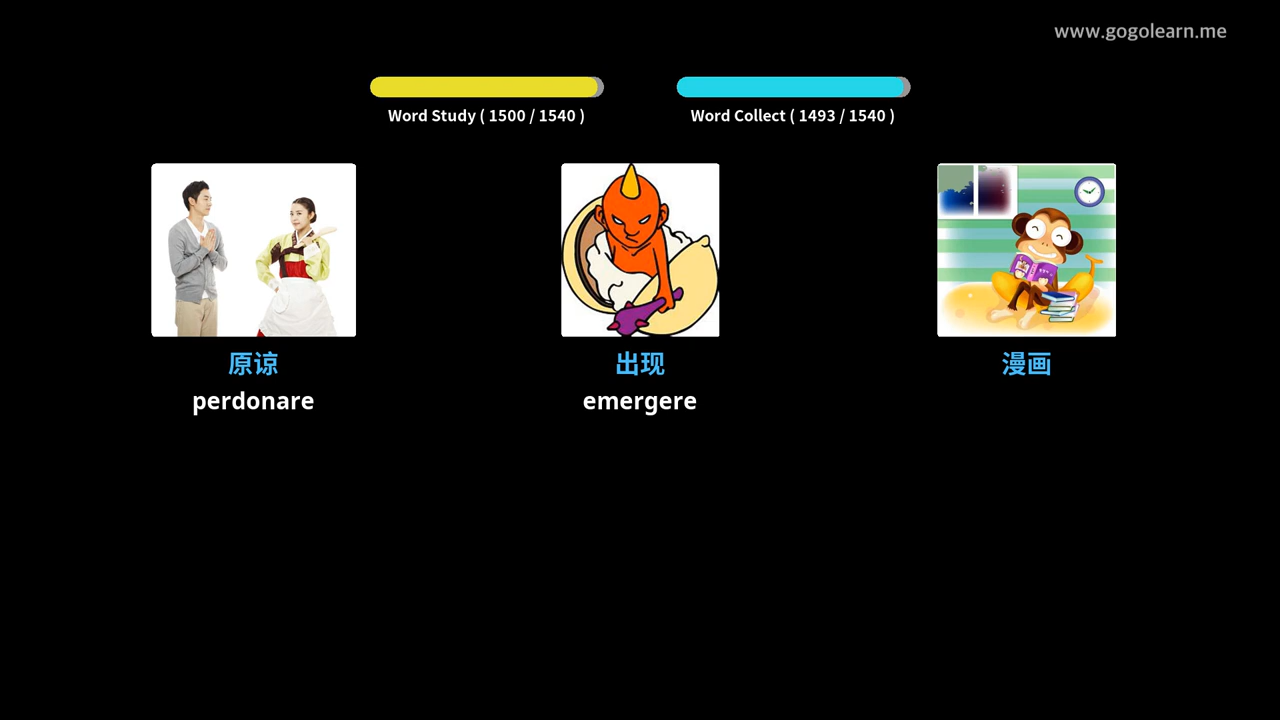 www.gogolearn.me
Word Study ( 1500 / 1540 )
Word Collect ( 1493 / 1540 )
原谅
perdonare
出现
emergere
漫画